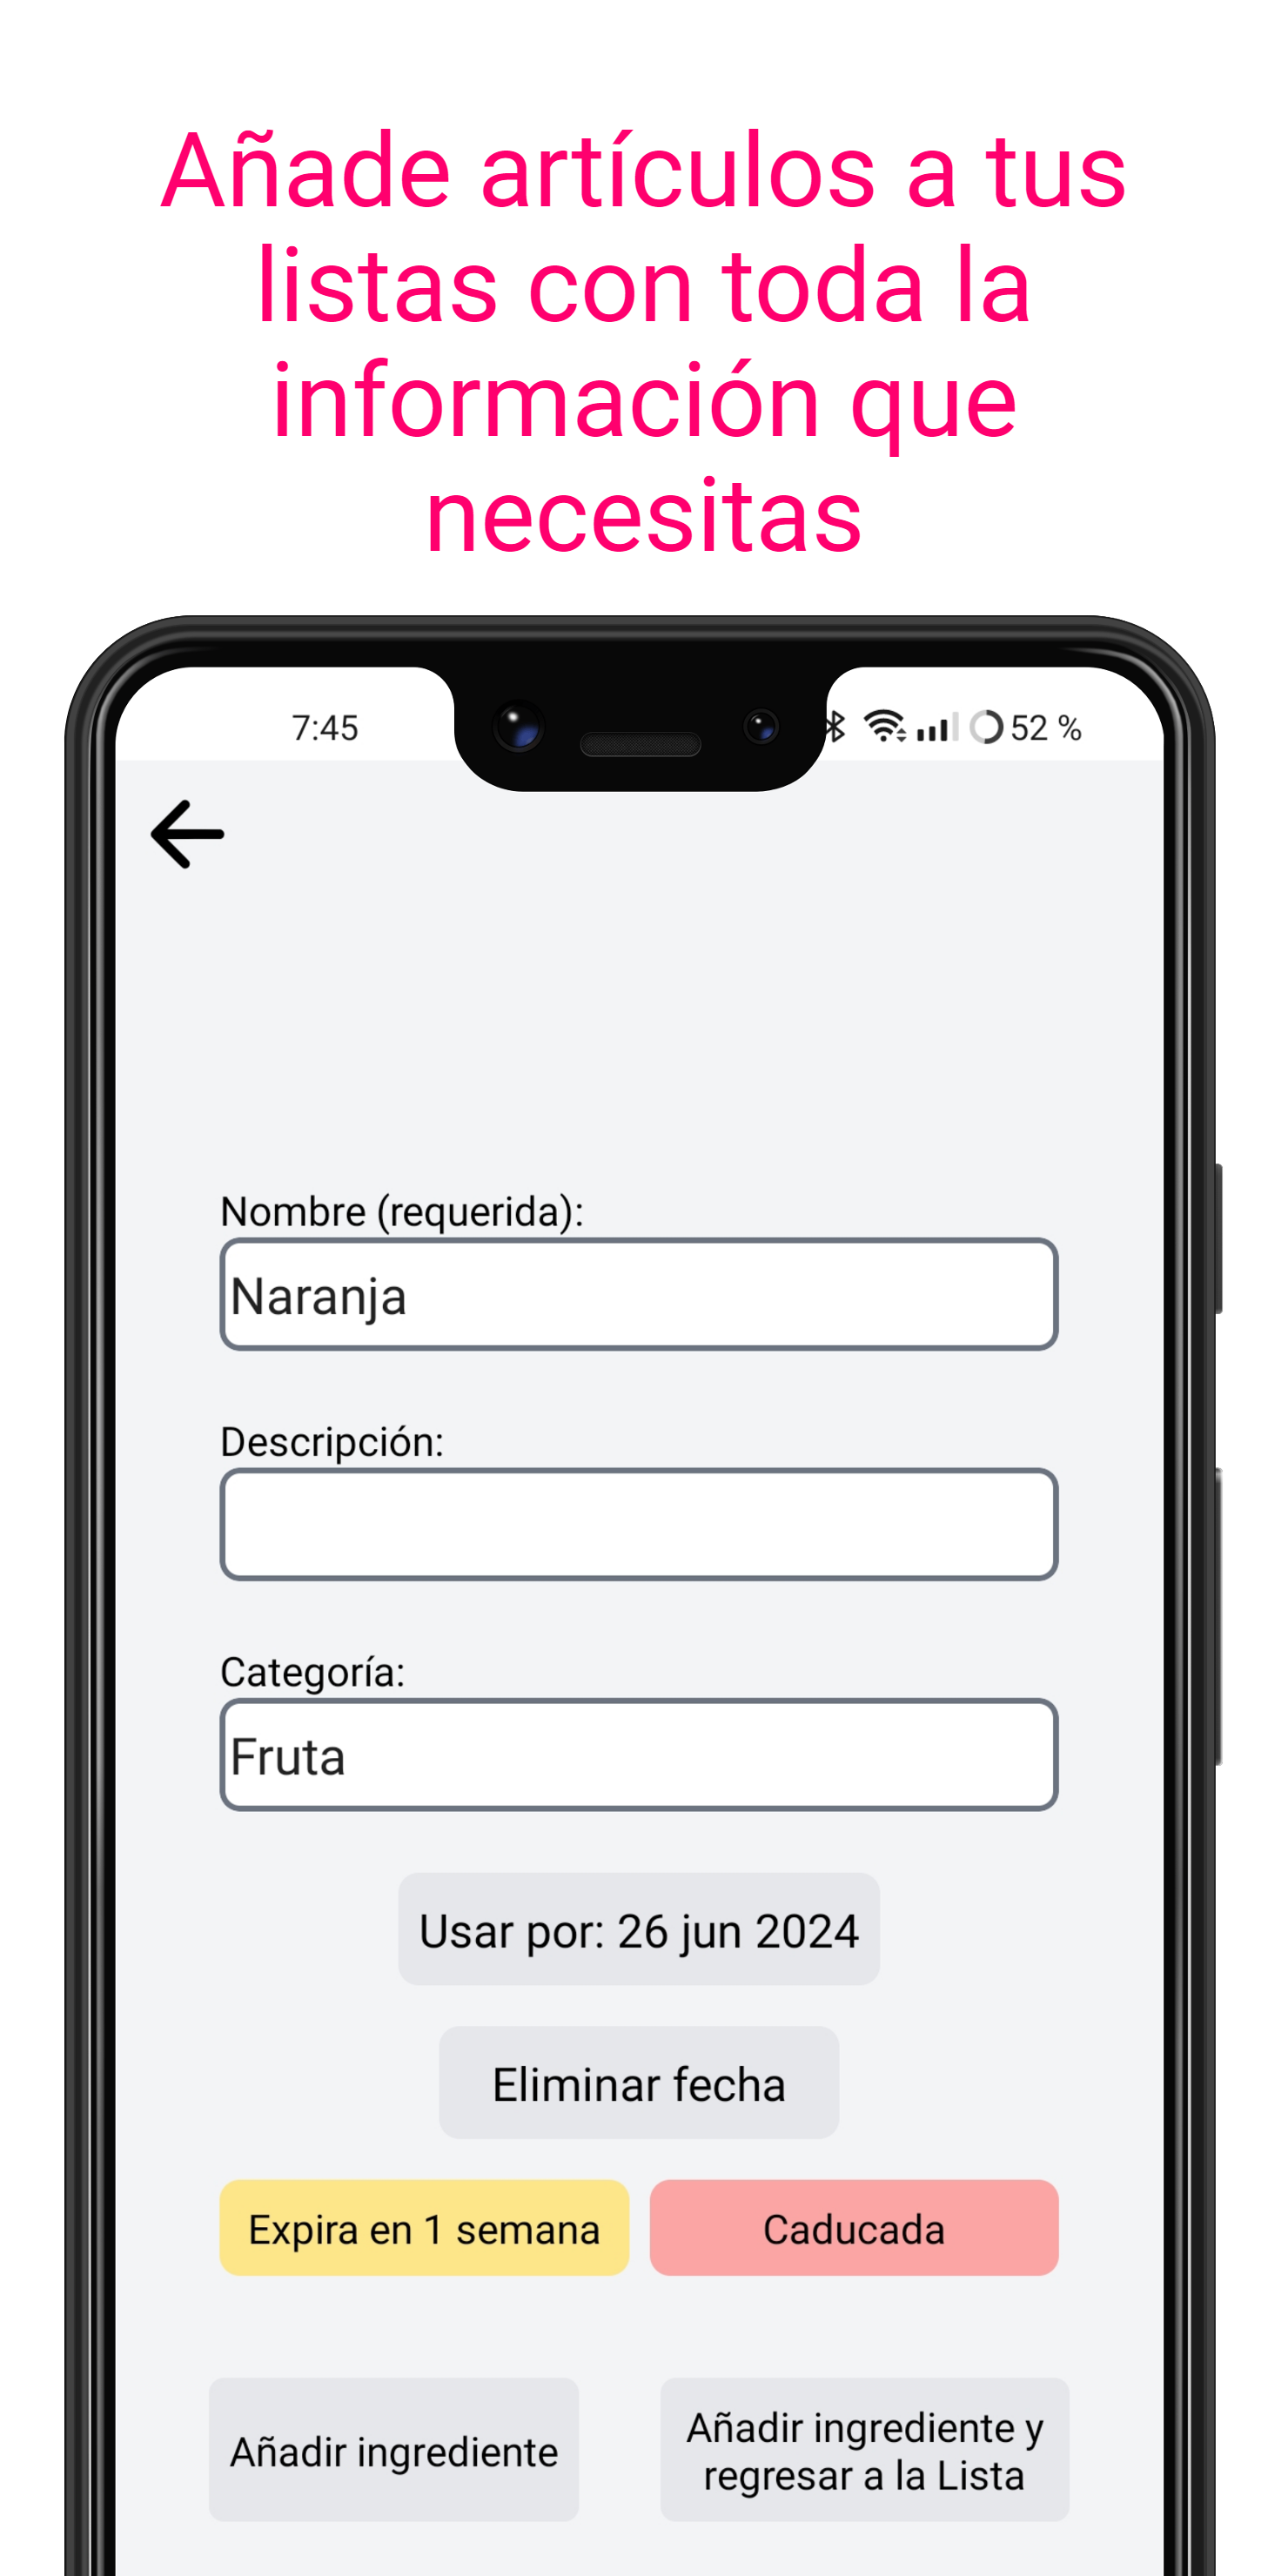 Añade artículos a tus
listas con toda la
información que
necesitas
7:45
52 %
Nombre (requerida):
Naranja
Descripción:
Categoría:
Fruta
Usar por: 26 jun 2024
Eliminar fecha
Expira en 1 semana
Caducada
Añadir ingrediente
Añadir ingrediente y
regresar a la Lista